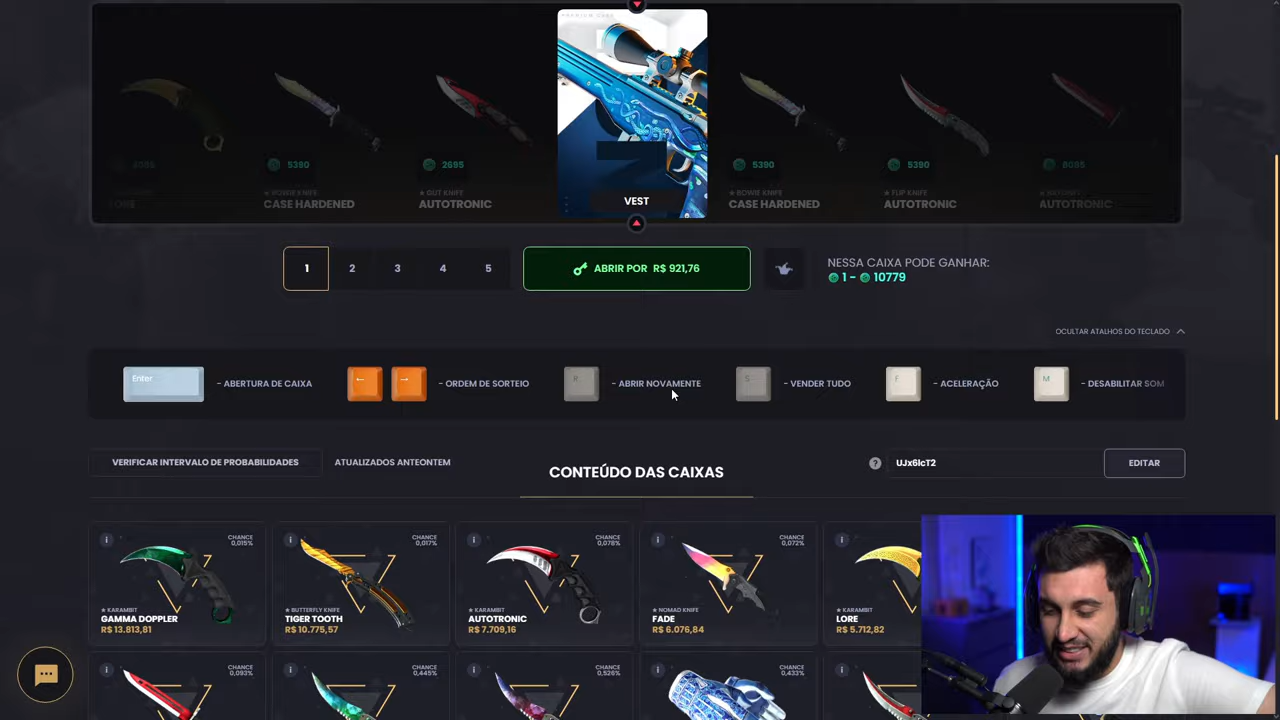 PREMIUM CASE
8085
5390
2695
5390
5390
8085
★ BOWIE KNIFE
★ GUT KNIFE
★ BOWIE KNIFE
★ FLIP KNIFE
★ BAYONET
LORE
CASE HARDENED
AUTOTRONIC
VEST
CASE HARDENED
AUTOTRONIC
AUTOTRONIC
1
2
3
4
5
ABRIR POR R$ 921,76
NESSA CAIXA PODE GANHAR:
1 - 10779
OCULTAR ATALHOS DO TECLADO
Enter
- ABERTURA DE CAIXA
← →
- ORDEM DE SORTEIO
R
- ABRIR NOVAMENTE
S
- VENDER TUDO
F
- ACELERAÇÃO
M
- DESABILITAR SOM
VERIFICAR INTERVALO DE PROBABILIDADES
ATUALIZADOS ANTEONTEM
CONTEÚDO DAS CAIXAS
?
UJx6lcT2
EDITAR
i
CHANCE
0,015%
★ KARAMBIT
GAMMA DOPPLER
R$ 13.813,81
i
CHANCE
0,017%
★ BUTTERFLY KNIFE
TIGER TOOTH
R$ 10.775,57
i
CHANCE
0,078%
★ KARAMBIT
AUTOTRONIC
R$ 7.709,16
i
CHANCE
0,072%
★ NOMAD KNIFE
FADE
R$ 6.076,84
i
★ KARAMBIT
LORE
R$ 5.712,82
i
CHANCE
0,093%
i
CHANCE
0,445%
i
CHANCE
0,526%
i
CHANCE
0,433%
i